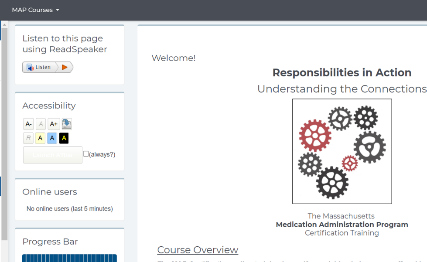 MAP Courses
Listen to this page
using ReadSpeaker
Listen
Accessibility
A- A A+
R A A A
(always?)
Online users
No online users (last 5 minutes)
Progress Bar
Welcome!
Responsibilities in Action
Understanding the Connections
The Massachusetts
Medication Administration Program
Certification Training
Course Overview